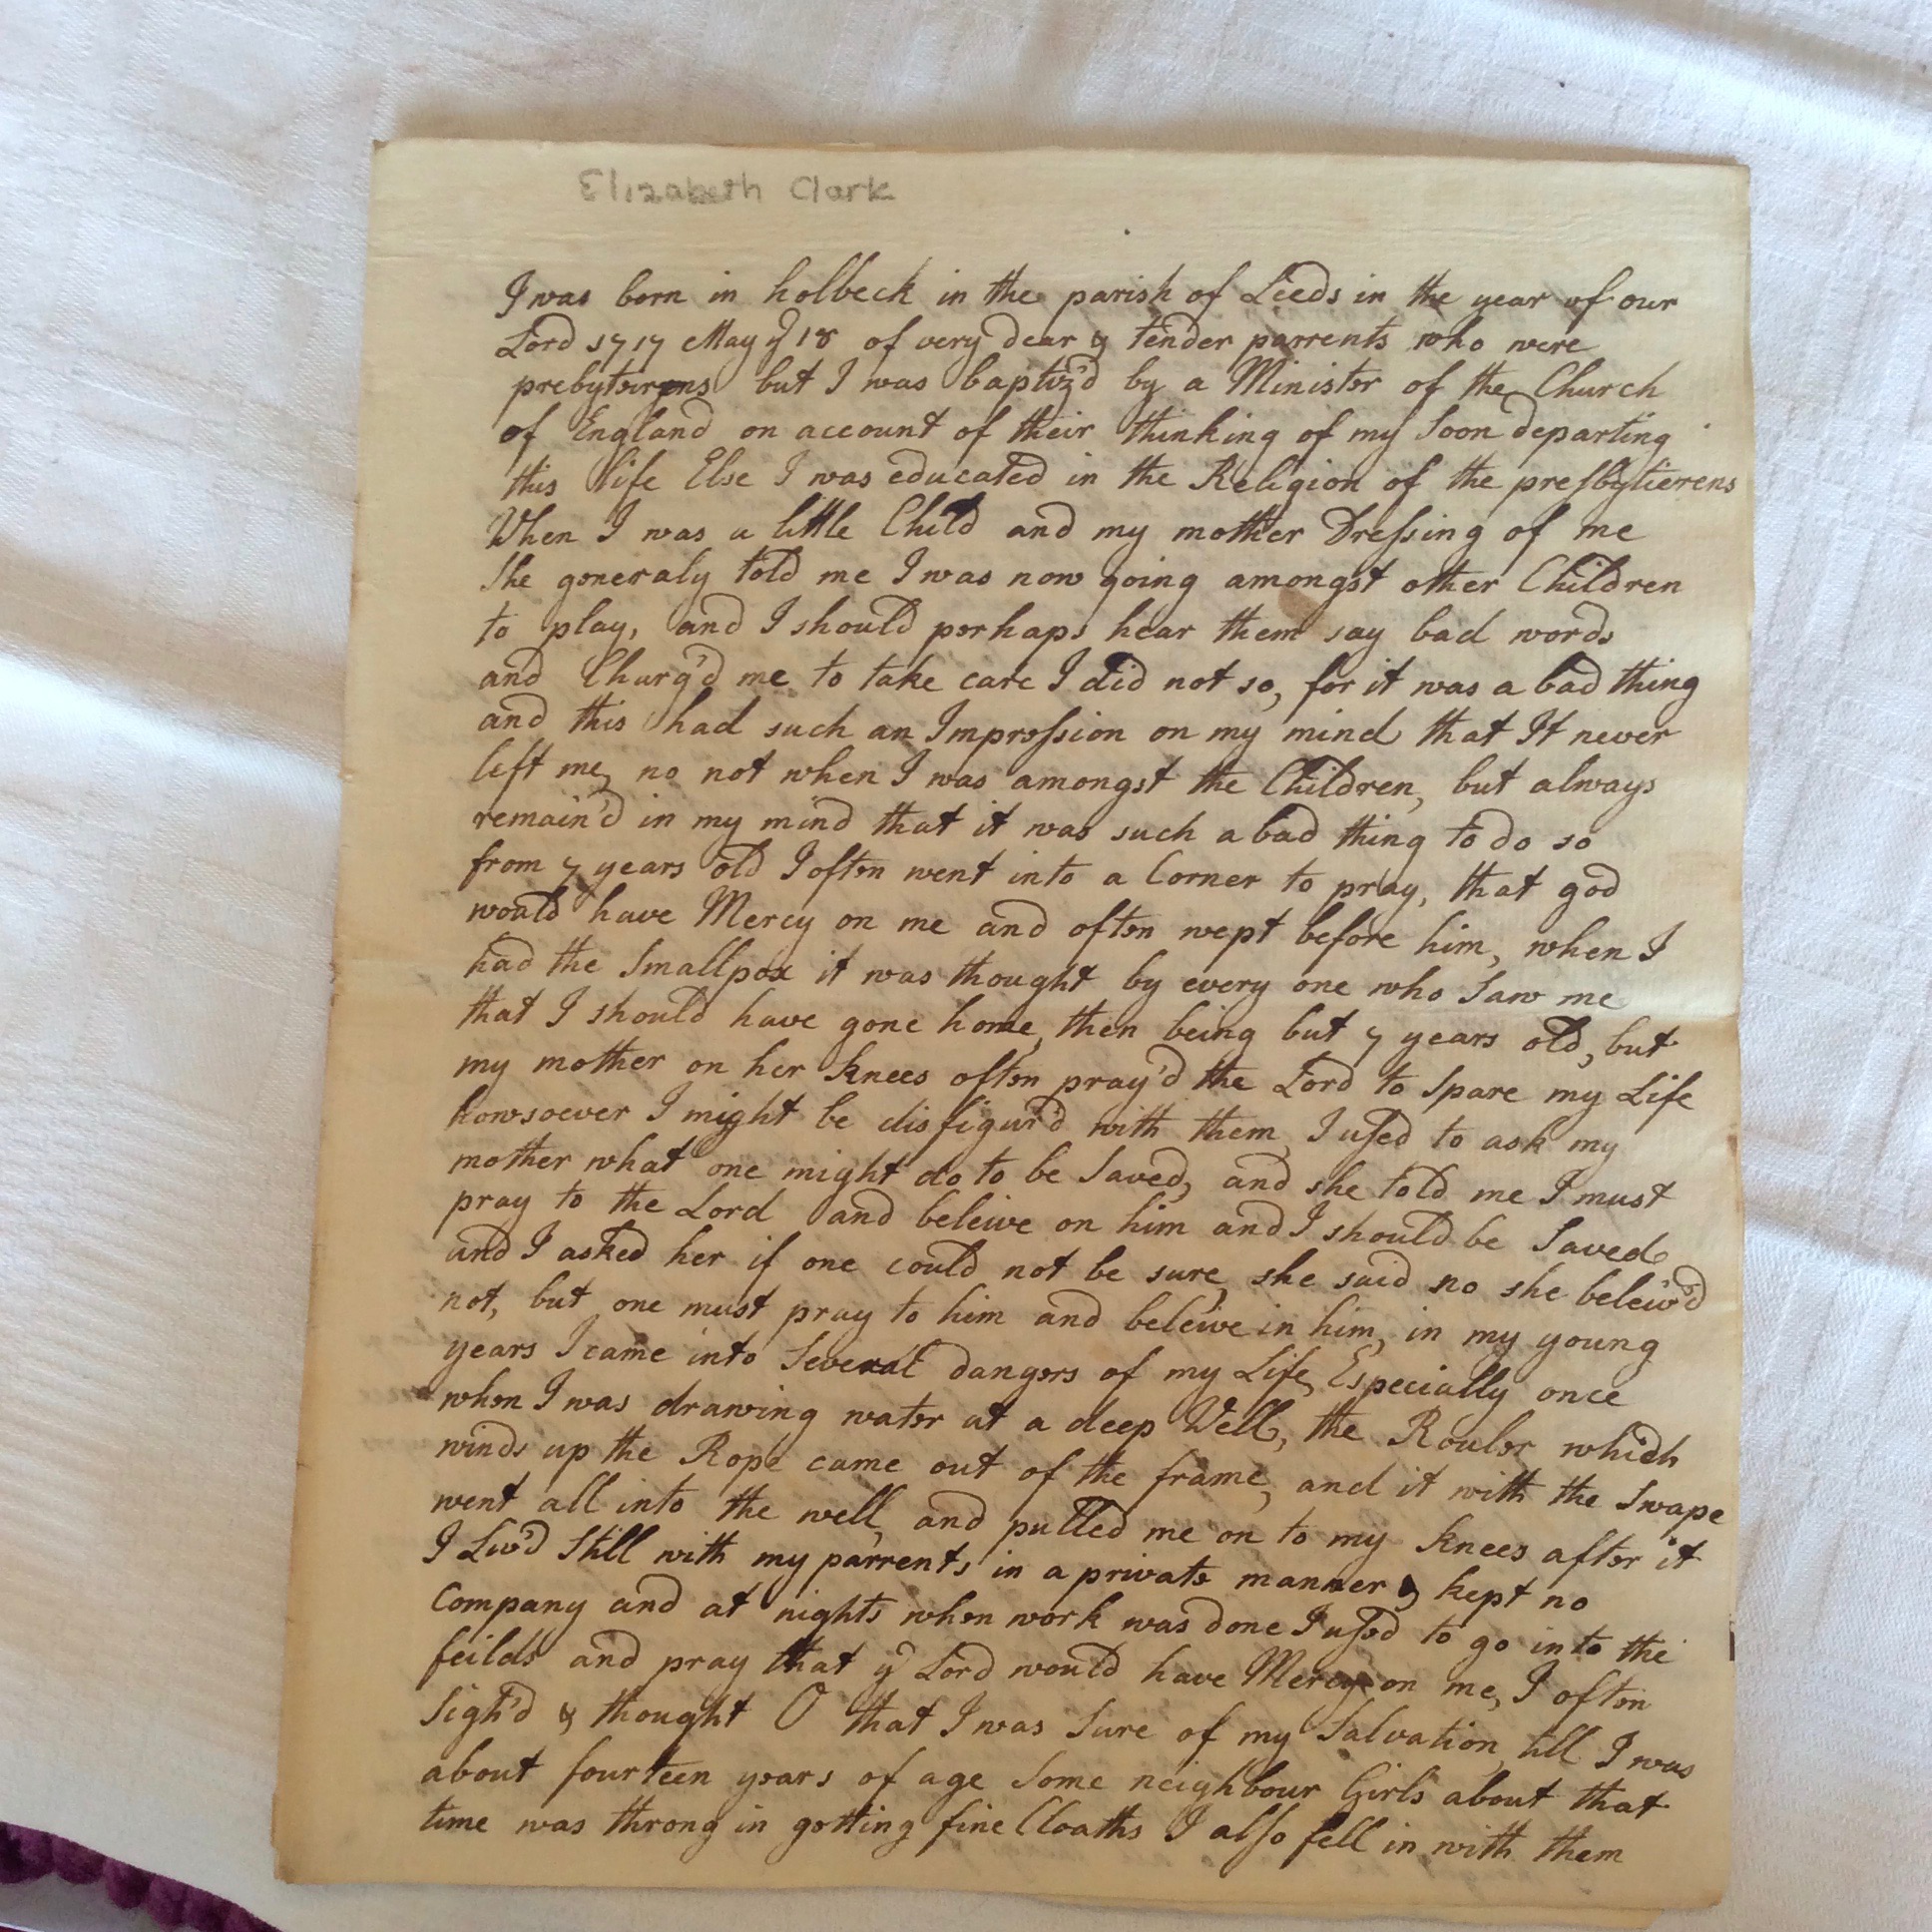 Elizabeth Clark
I was born in holbeck in the parish of Leeds in the year of our
Lord 1717 May ye 18 of very dear & tender parrents who were
but I was baptiz'd by a Minister of the Church
of England on account of their thinking of my Soon departing
this life Else I was educated in the Religion of the presbytierens
When I was a little Child and my mother Dressing of me
She generaly told me I was now going amongst other Children
to play, and I should perhaps hear them say bad words
and Charg'd me to take care I did not so, for it was a bad thing
and this had such an Impression on my mind that It never
left me, no not when I was amongst the Children, but always
remain'd in my mind that it was such a bad thing to do so
from 7 years old I often went into a Corner to pray, that god
would have Mercy on me and often wept before him, when I
had the Smallpox it was thought by every one who Saw me
that I should have gone home, then being but 7 years old, but
my mother on her knees often pray'd the Lord to Spare my Life
howsoever I might be disfigur'd with them, I used to ask my
mother what one might do to be Saved, and she told me I must
pray to the Lord and beleive on him and I should be Saved
and I asked her if one could not be sure, she said no she beleiv'd
not, but one must pray to him and beleive in him, in my young
years I came into Several dangers of my Life, Especially once
when I was drawing water at a deep Well, the Rouler which
winds up the Rope came out of the frame, and it with the Swape
went all into the well, and pulled me on to my knees after it
I Liv'd Still with my parrents in a private manner & kept no
Company and at nights when work was done I used to go into the
feilds and pray that ye Lord would have Mercy on me, I often
Sigh'd & thought O that I was Sure of my Salvation, till I was
about fourteen years of age Some neighbour Girls about that
time was throng in getting fine Cloaths I also fell in with them